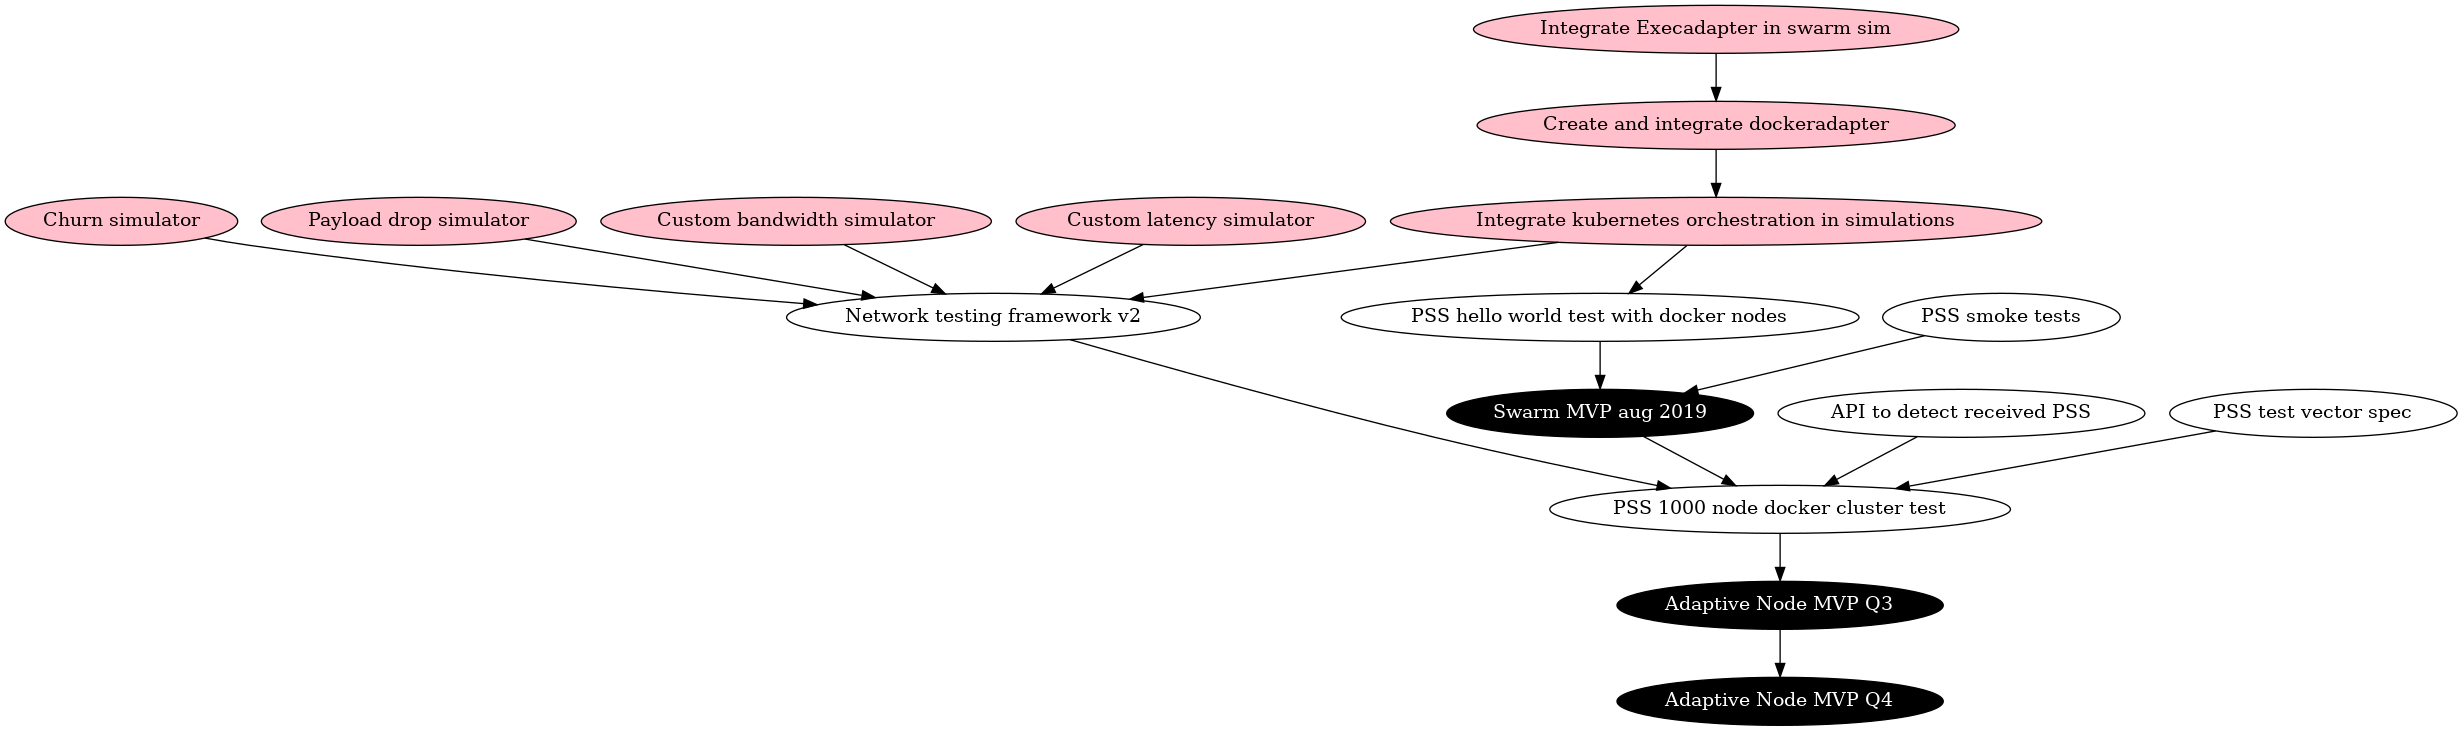 Integrate Execadapter in swarm sim
Create and integrate dockeradapter
Churn simulator
Payload drop simulator
Custom bandwidth simulator
Custom latency simulator
Integrate kubernetes orchestration in simulations
Network testing framework v2
PSS hello world test with docker nodes
PSS smoke tests
Swarm MVP aug 2019
API to detect received PSS
PSS test vector spec
PSS 1000 node docker cluster test
Adaptive Node MVP Q3
Adaptive Node MVP Q4